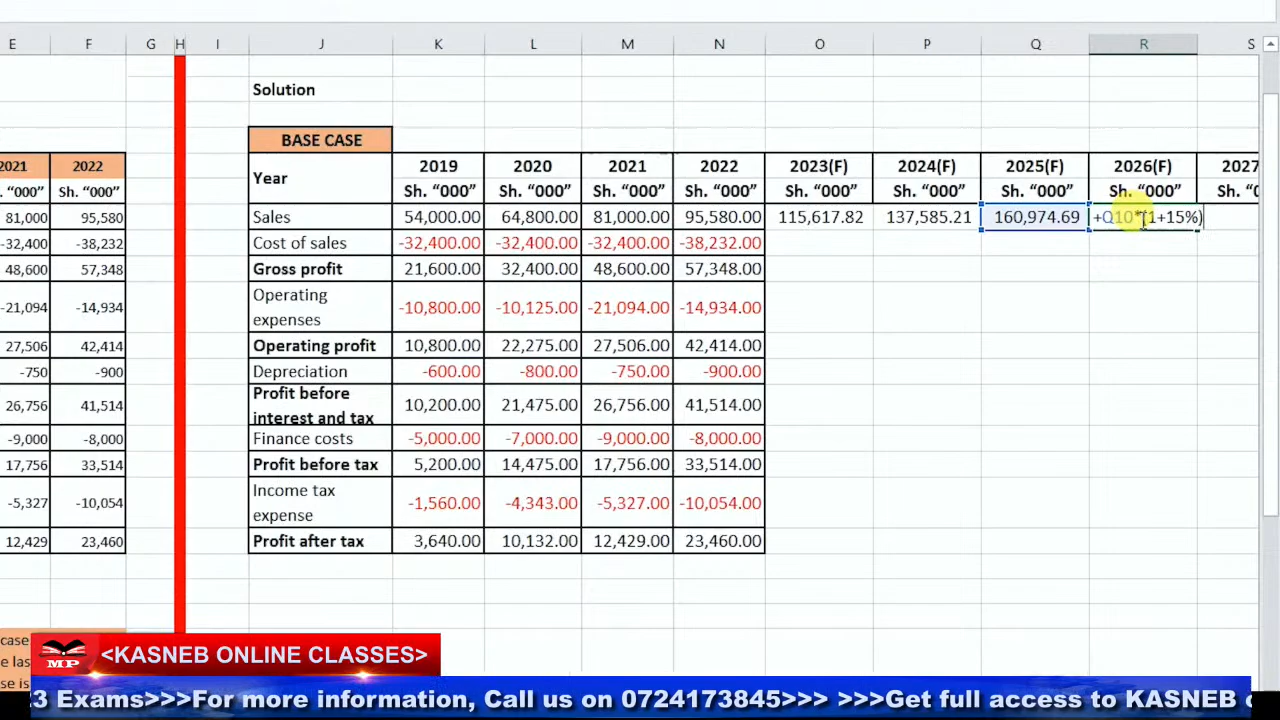 E F G H I J K L M N O P Q R S
Solution
BASE CASE
2021 2022 Year 2019 2020 2021 2022 2023(F) 2024(F) 2025(F) 2026(F) 2027
. “000” Sh. “000” Sh. “000” Sh. “000” Sh. “000” Sh. “000” Sh. “000” Sh. “000” Sh. “000” Sh. “000”
81,000 95,580 Sales 54,000.00 64,800.00 81,000.00 95,580.00 115,617.82 137,585.21 160,974.69 +Q10*(1+15%)
-32,400 -38,232 Cost of sales -32,400.00 -32,400.00 -32,400.00 -38,232.00
48,600 57,348 Gross profit 21,600.00 32,400.00 48,600.00 57,348.00
Operating
-21,094 -14,934 expenses -10,800.00 -10,125.00 -21,094.00 -14,934.00
27,506 42,414 Operating profit 10,800.00 22,275.00 27,506.00 42,414.00
-750 -900 Depreciation -600.00 -800.00 -750.00 -900.00
Profit before
26,756 41,514 interest and tax 10,200.00 21,475.00 26,756.00 41,514.00
-9,000 -8,000 Finance costs -5,000.00 -7,000.00 -9,000.00 -8,000.00
17,756 33,514 Profit before tax 5,200.00 14,475.00 17,756.00 33,514.00
Income tax
-5,327 -10,054 expense -1,560.00 -4,343.00 -5,327.00 -10,054.00
12,429 23,460 Profit after tax 3,640.00 10,132.00 12,429.00 23,460.00
case
e las
se is
MP <KASNEB ONLINE CLASSES>
3 Exams>>>For more information, Call us on 0724173845>>> >>>Get full access to KASNEB